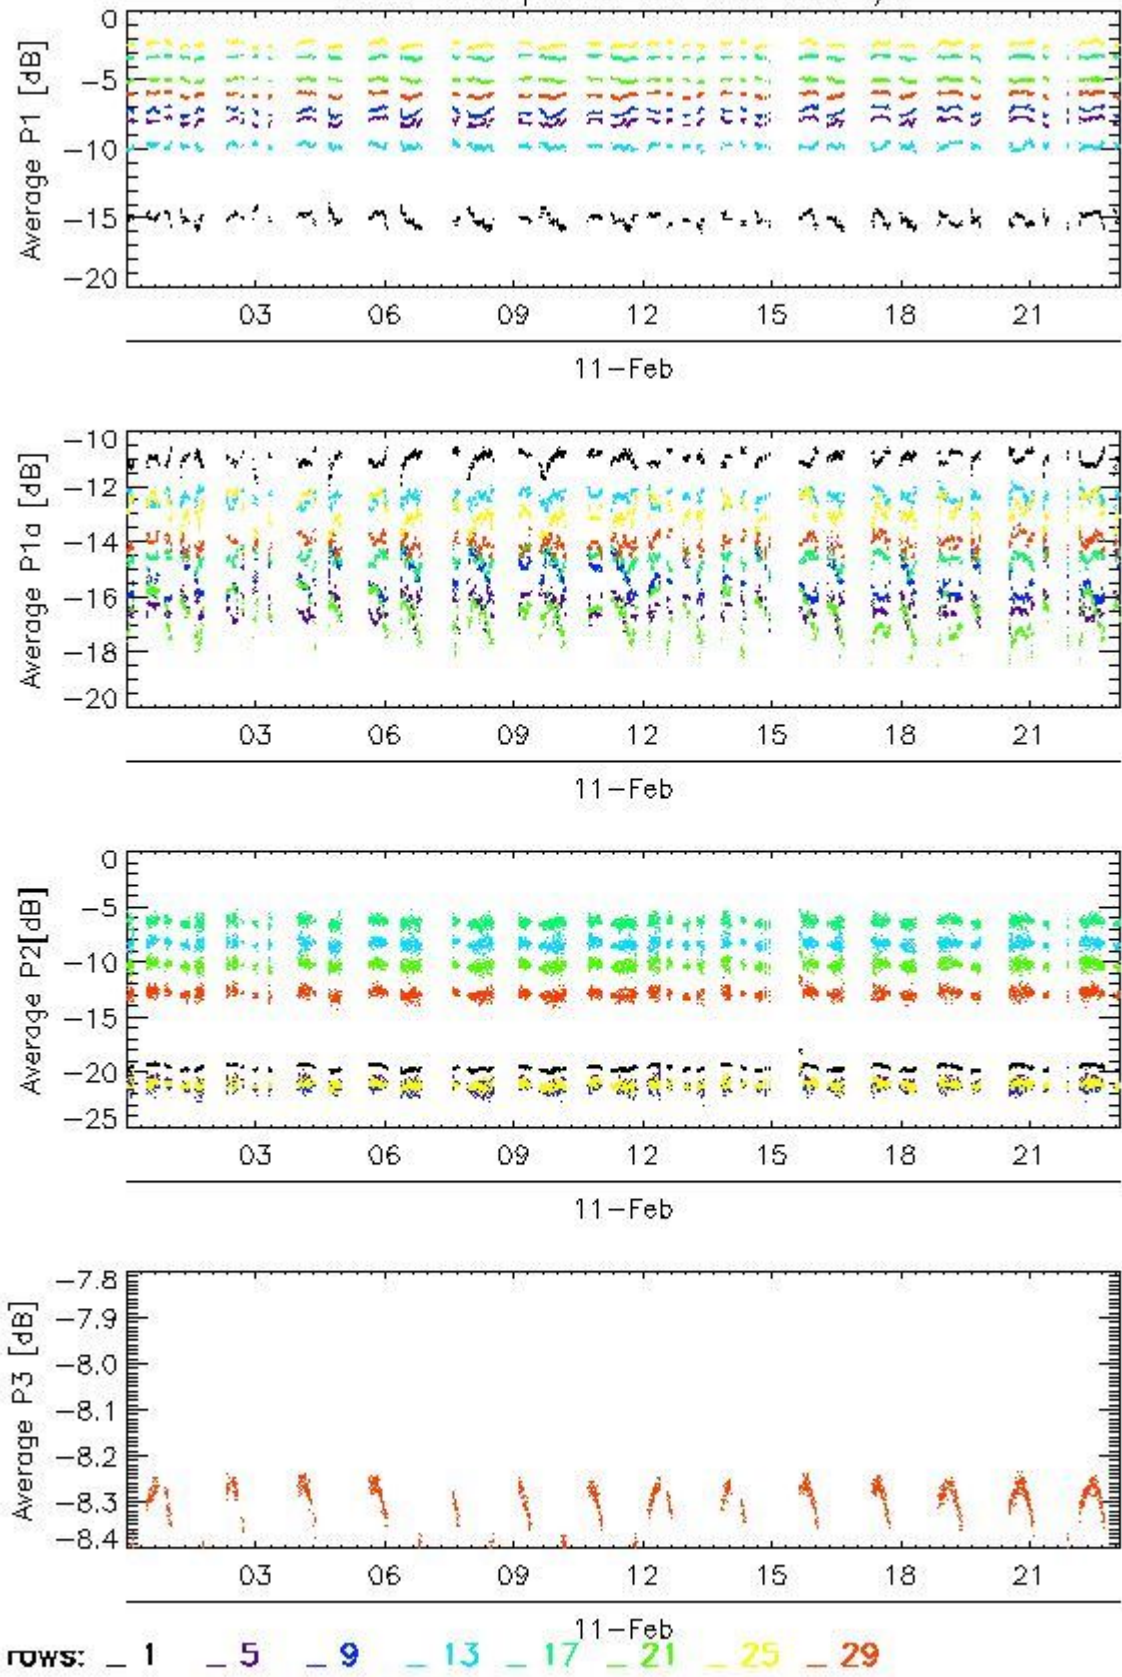 0
−5
−10
−15
−20
Average P1 [dB]
03 06 09 12 15 18 21
11−Feb
−10
−12
−14
−16
−18
−20
Average P1a [dB]
03 06 09 12 15 18 21
11−Feb
0
−5
−10
−15
−20
−25
Average P2[dB]
03 06 09 12 15 18 21
11−Feb
−7.8
−7.9
−8.0
−8.1
−8.2
−8.3
−8.4
Average P3 [dB]
03 06 09 12 15 18 21
11−Feb
rows: _ 1 _ 5 _ 9 _ 13 _ 17 _ 21 _ 25 _ 29